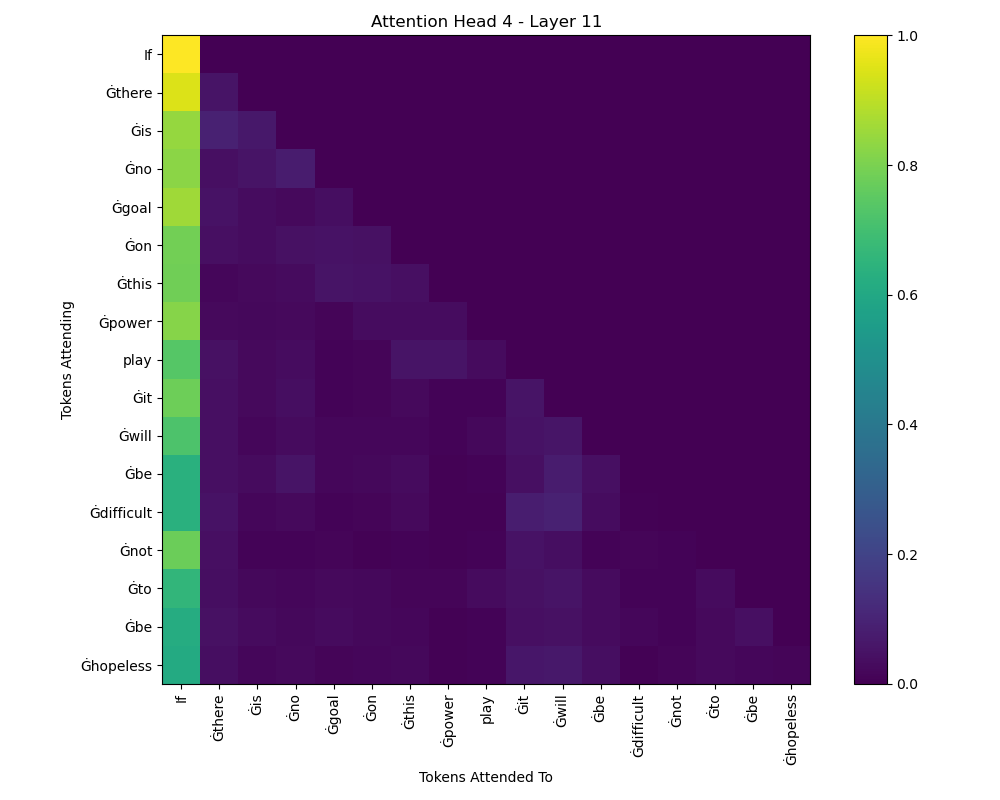 Attention Head 4 - Layer 11
If
Ġthere
Ġis
Ġno
Ġgoal
Ġon
Ġthis
Ġpower
play
Ġit
Ġwill
Ġbe
Ġdifficult
Ġnot
Ġto
Ġbe
Ġhopeless
Tokens Attending
If
Ġthere
Ġis
Ġno
Ġgoal
Ġon
Ġthis
Ġpower
play
Ġit
Ġwill
Ġbe
Ġdifficult
Ġnot
Ġto
Ġbe
Ġhopeless
Tokens Attended To
1.0
0.8
0.6
0.4
0.2
0.0